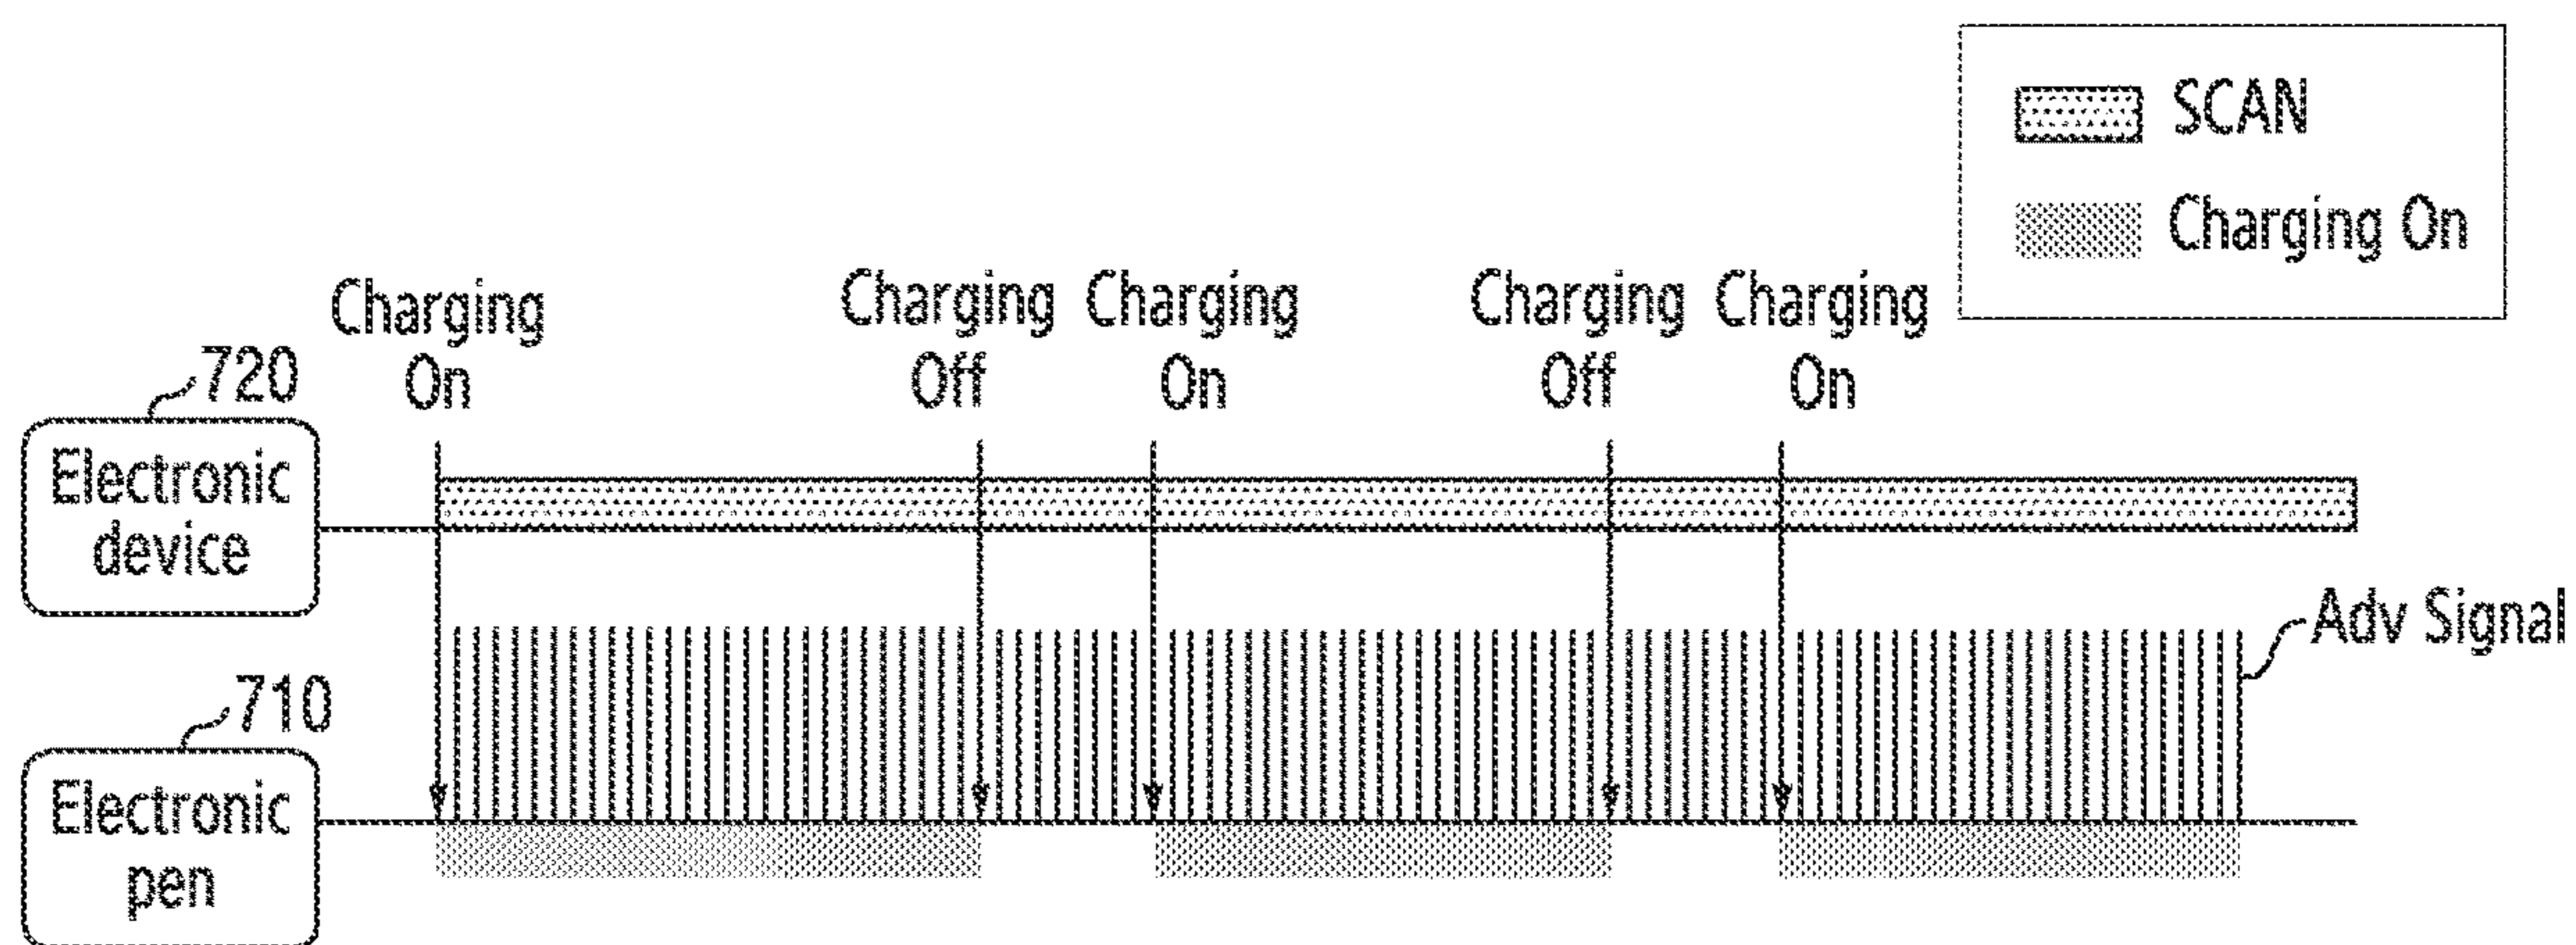 SCAN
Charging On
Charging
On
Charging
Off
Charging
On
Charging
Off
Charging
On
720
Electronic
device
Adv Signal
710
Electronic
pen